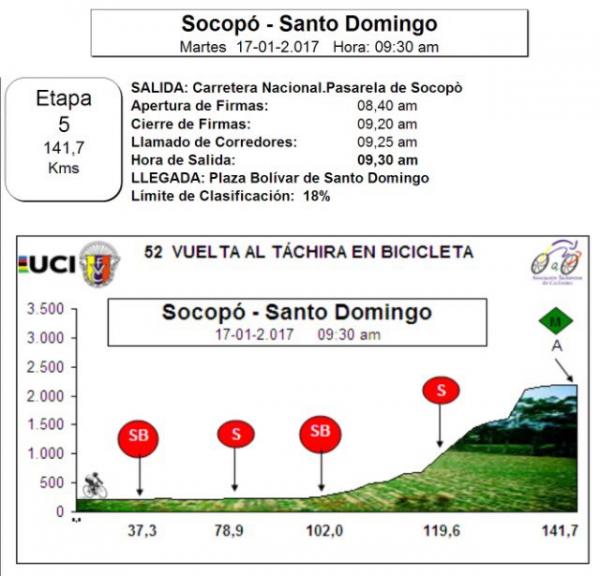 Socopó - Santo Domingo
Martes 17-01-2.017 Hora: 09:30 am
Etapa
5
141,7
Kms
SALIDA: Carretera Nacional.Pasarela de Socopò
Apertura de Firmas: 08,40 am
Cierre de Firmas: 09,20 am
Llamado de Corredores: 09,25 am
Hora de Salida: 09,30 am
LLEGADA: Plaza Bolívar de Santo Domingo
Límite de Clasificación: 18%
UCI
52 VUELTA AL TÁCHIRA EN BICICLETA
Socopó - Santo Domingo
17-01-2.017 09:30 am
3.500
3.000
2.500
2.000
1.500
1.000
500
0
M
A
SB
S
SB
S
37,3 78,9 102,0 119,6 141,7